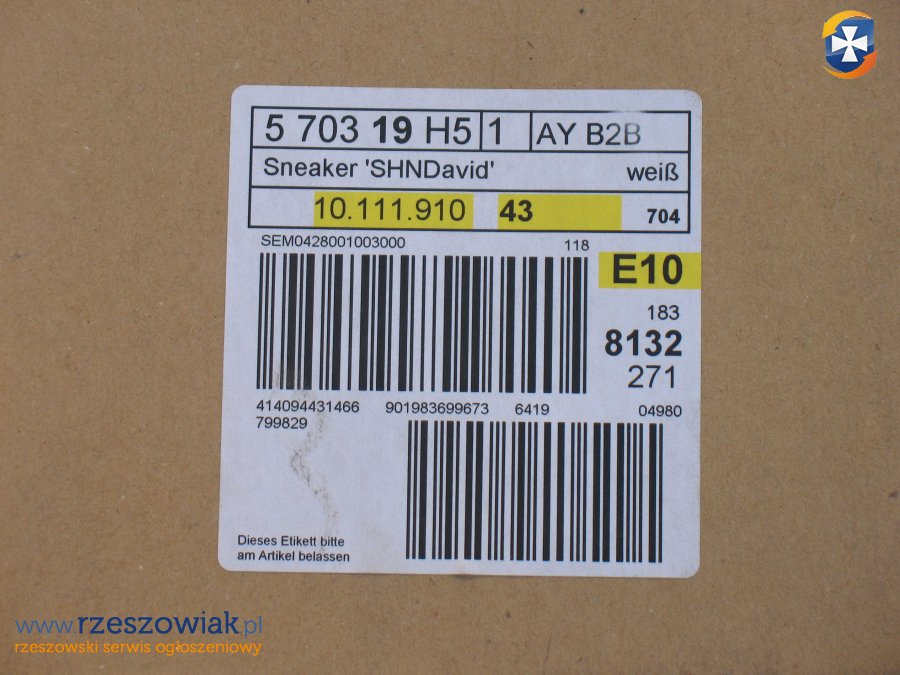 5 703 19 H5 1 AY B2B
Sneaker 'SHNDavid' weiß
10.111.910 43 704
SEM0428001003000 118
E10
183
8132
271
414094431466 901983699673 6419 04980
799829
Dieses Etikett bitte
am Artikel belassen
www.rzeszowiak.pl
rzeszowski serwis ogłoszeniowy